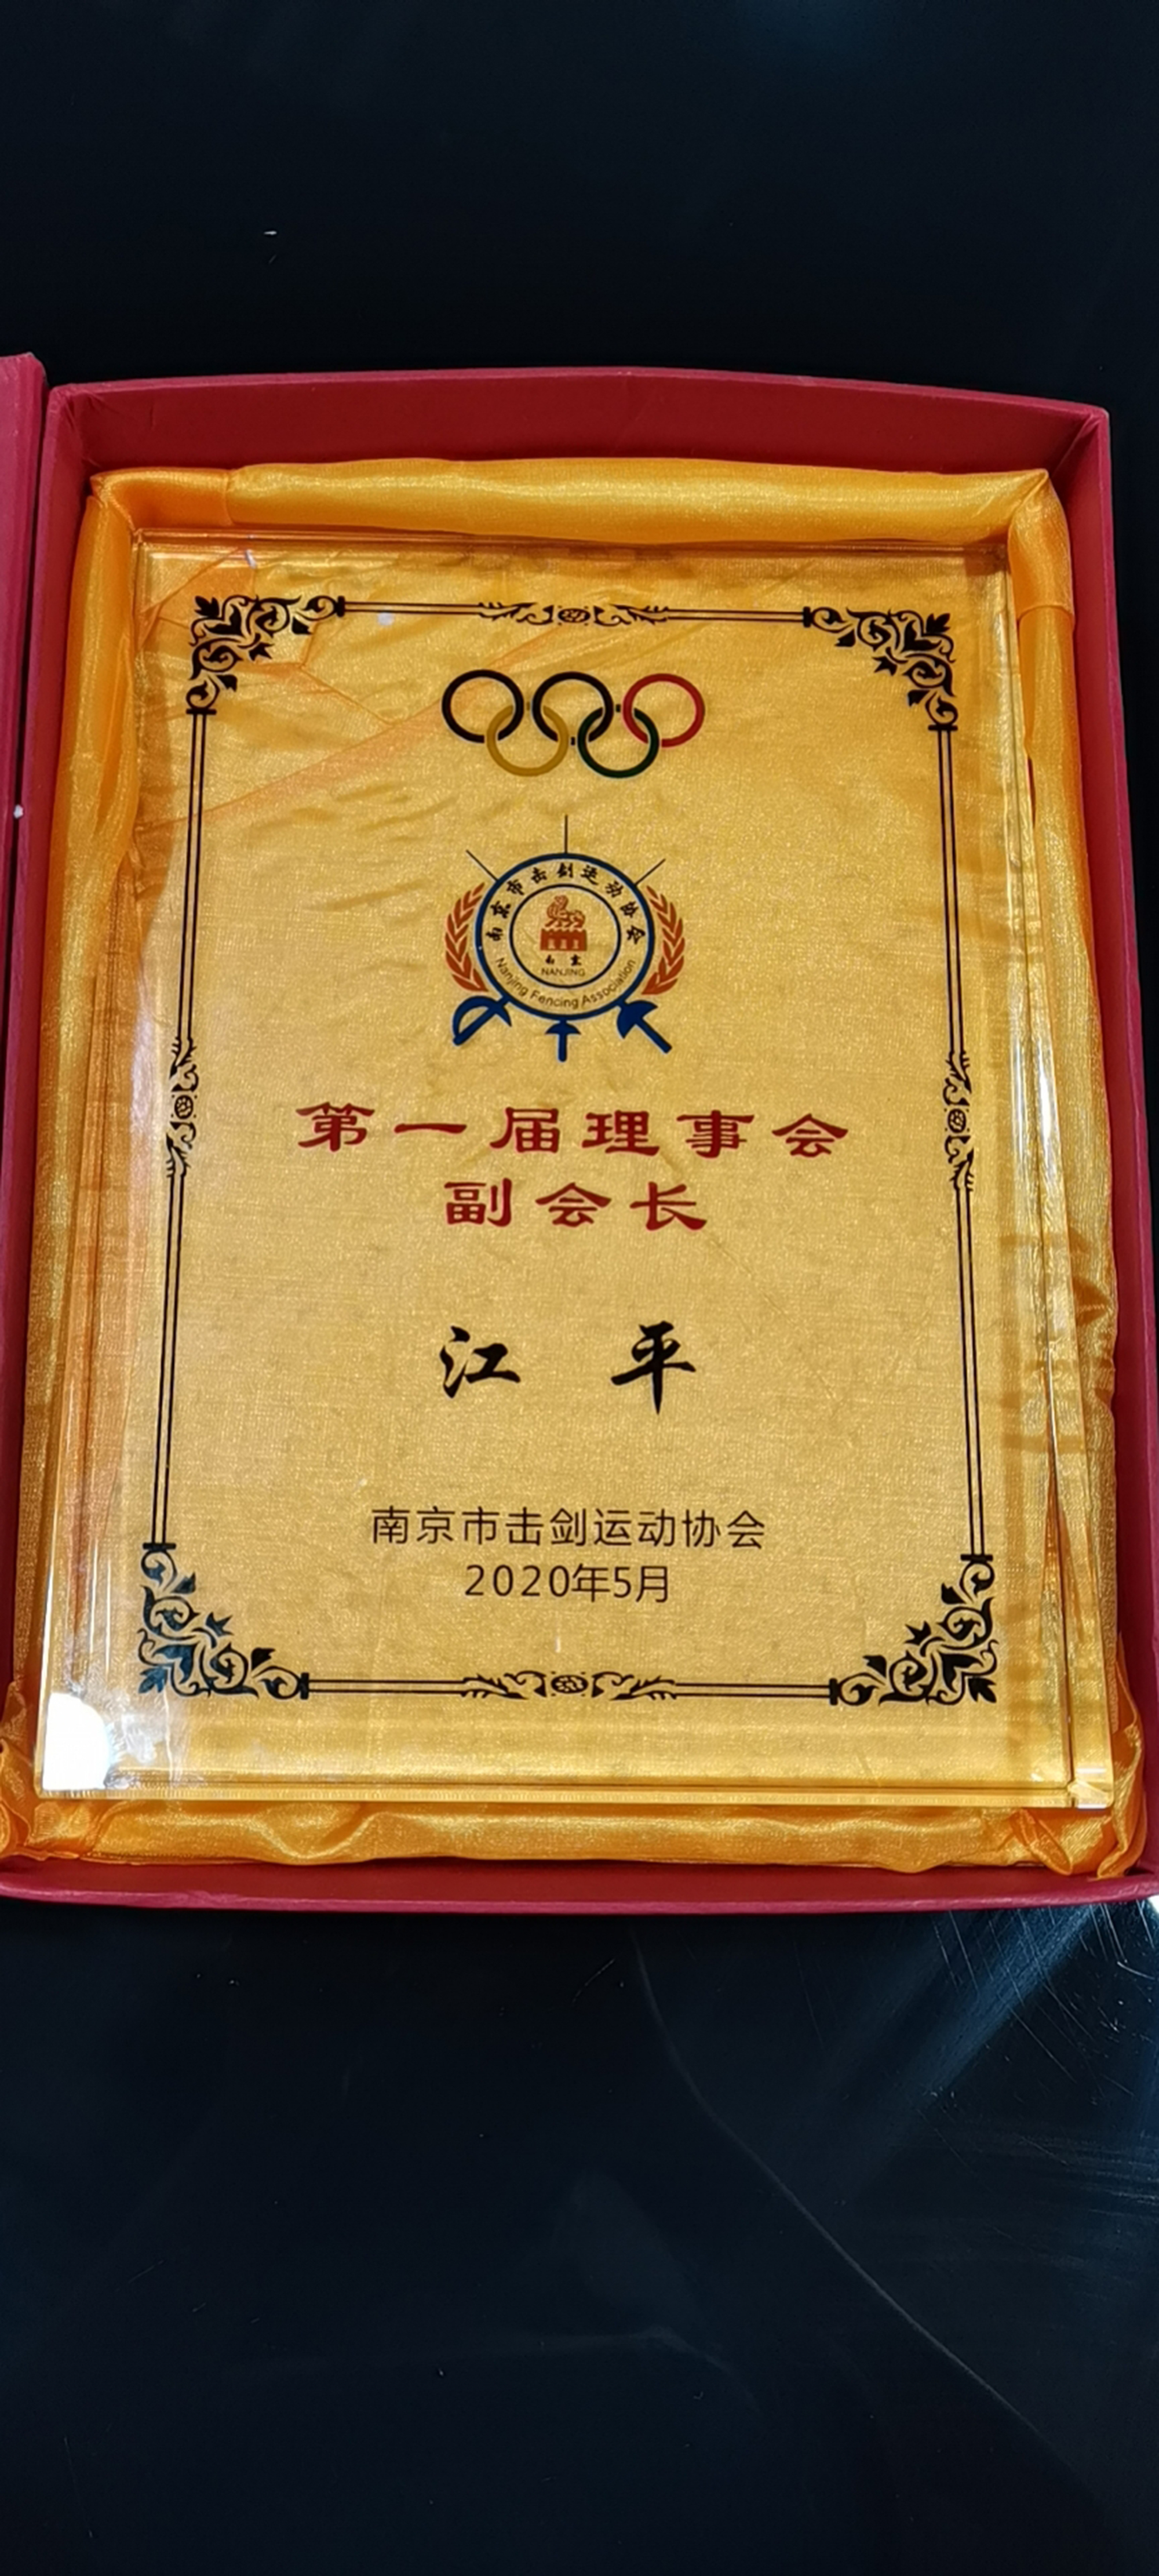 南京市击剑运动协会
南京
NANJING
Nanjing Fencing Association
第一届理事会
副会长
江 平
南京市击剑运动协会
2020年5月